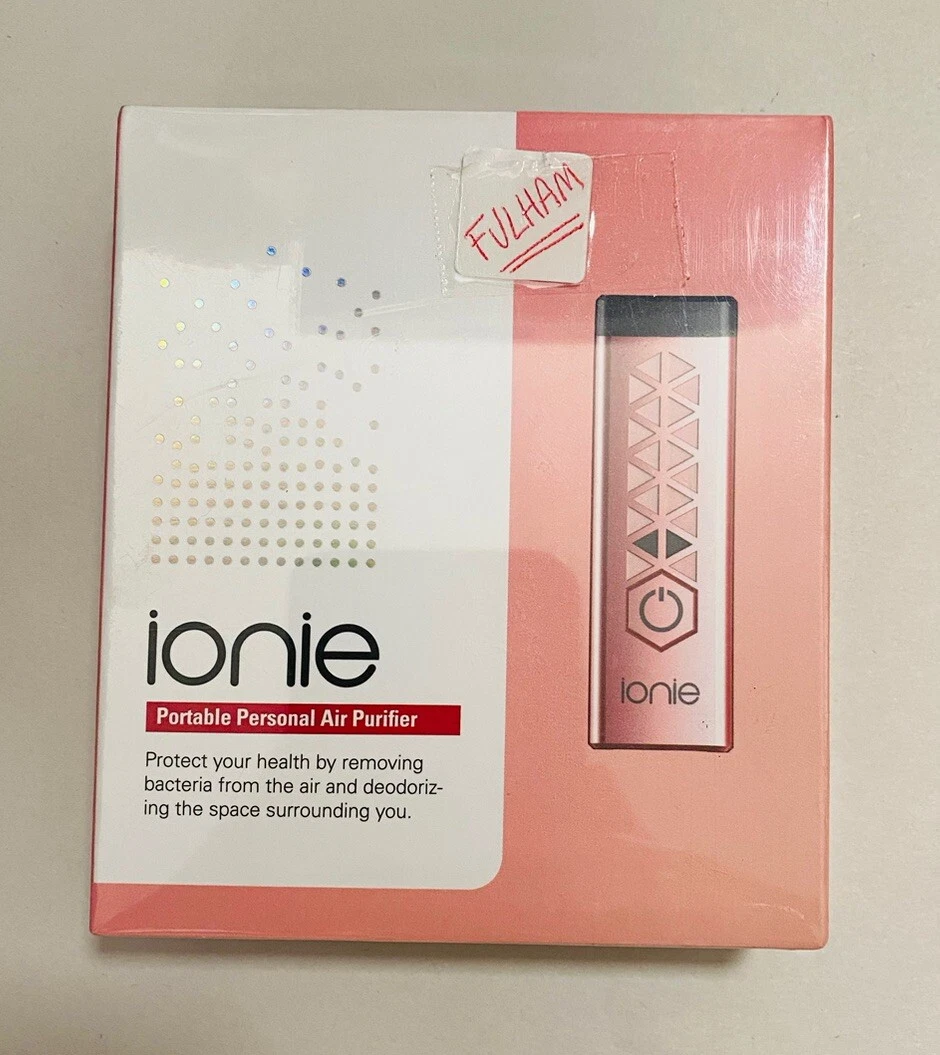 FULHAM
ionie
Portable Personal Air Purifier
Protect your health by removing
bacteria from the air and deodoriz-
ing the space surrounding you.
ionie